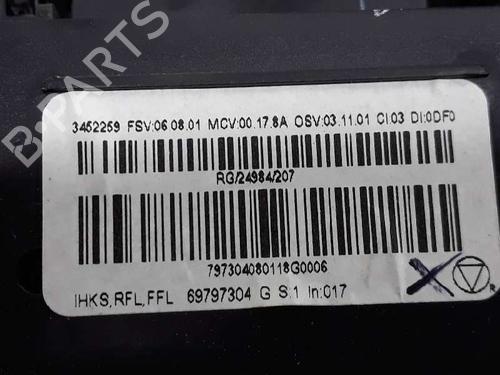 B-PARTS
3452259 FSV:06.08.01 MCV:00.17.8A OSV:03.11.01 CI:03 DI:0DF0
RG/24984/207
797304080118G0006
IHKS,RFL,FFL 69797304 G S:1 In:017
X
R